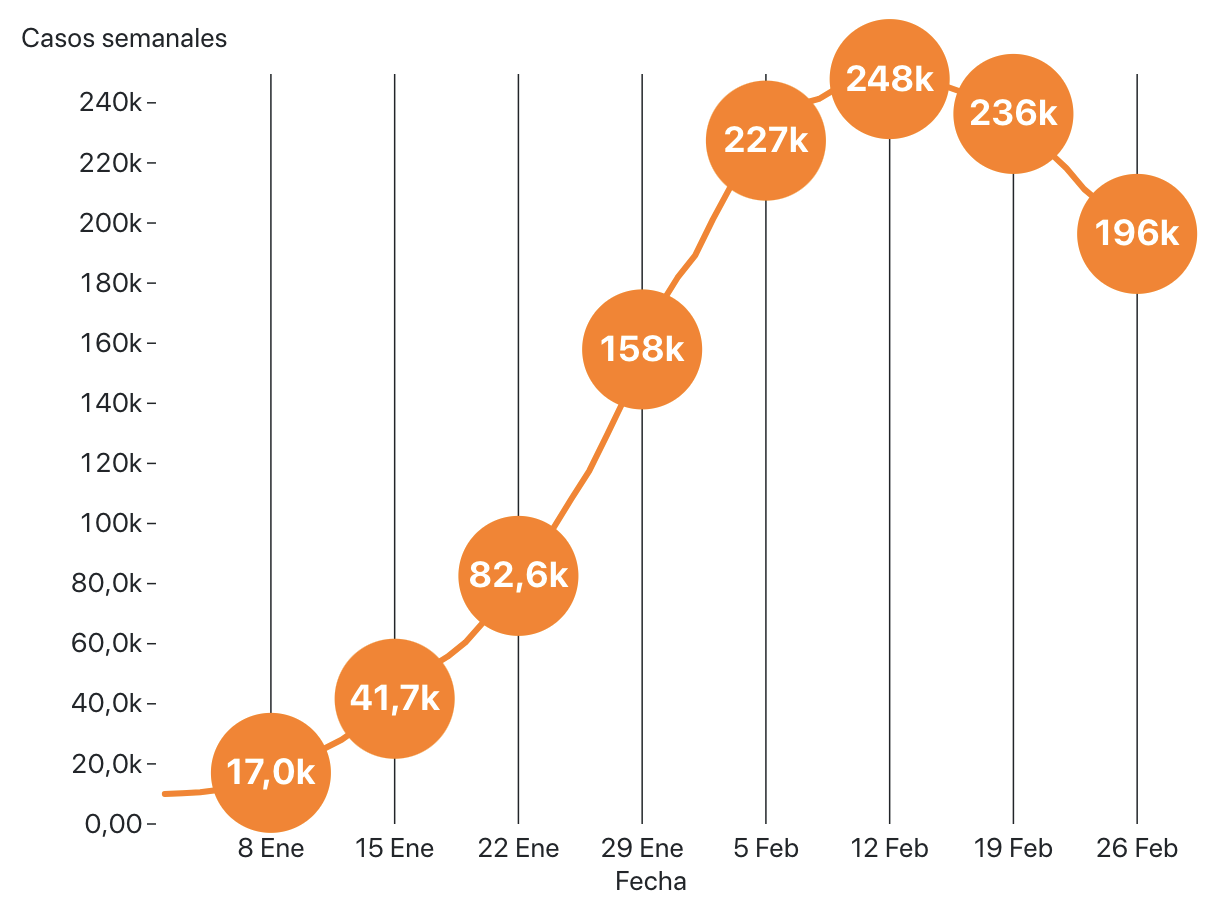 Casos semanales
240k
220k
200k
180k
160k
140k
120k
100k
80,0k
60,0k
40,0k
20,0k
0,00
17,0k
41,7k
82,6k
158k
227k
248k
236k
196k
8 Ene 15 Ene 22 Ene 29 Ene 5 Feb 12 Feb 19 Feb 26 Feb
Fecha